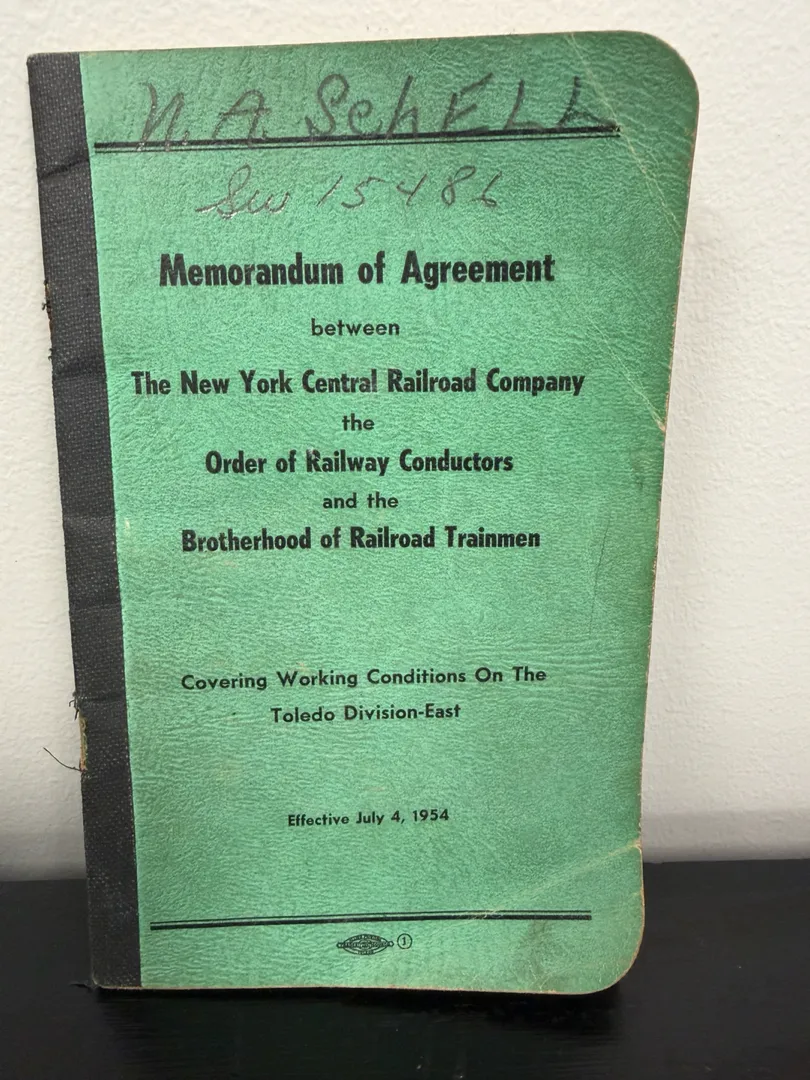 N. A. SchELL
Sw 15486
Memorandum of Agreement
between
The New York Central Railroad Company
the
Order of Railway Conductors
and the
Brotherhood of Railroad Trainmen
Covering Working Conditions On The
Toledo Division-East
Effective July 4, 1954
1